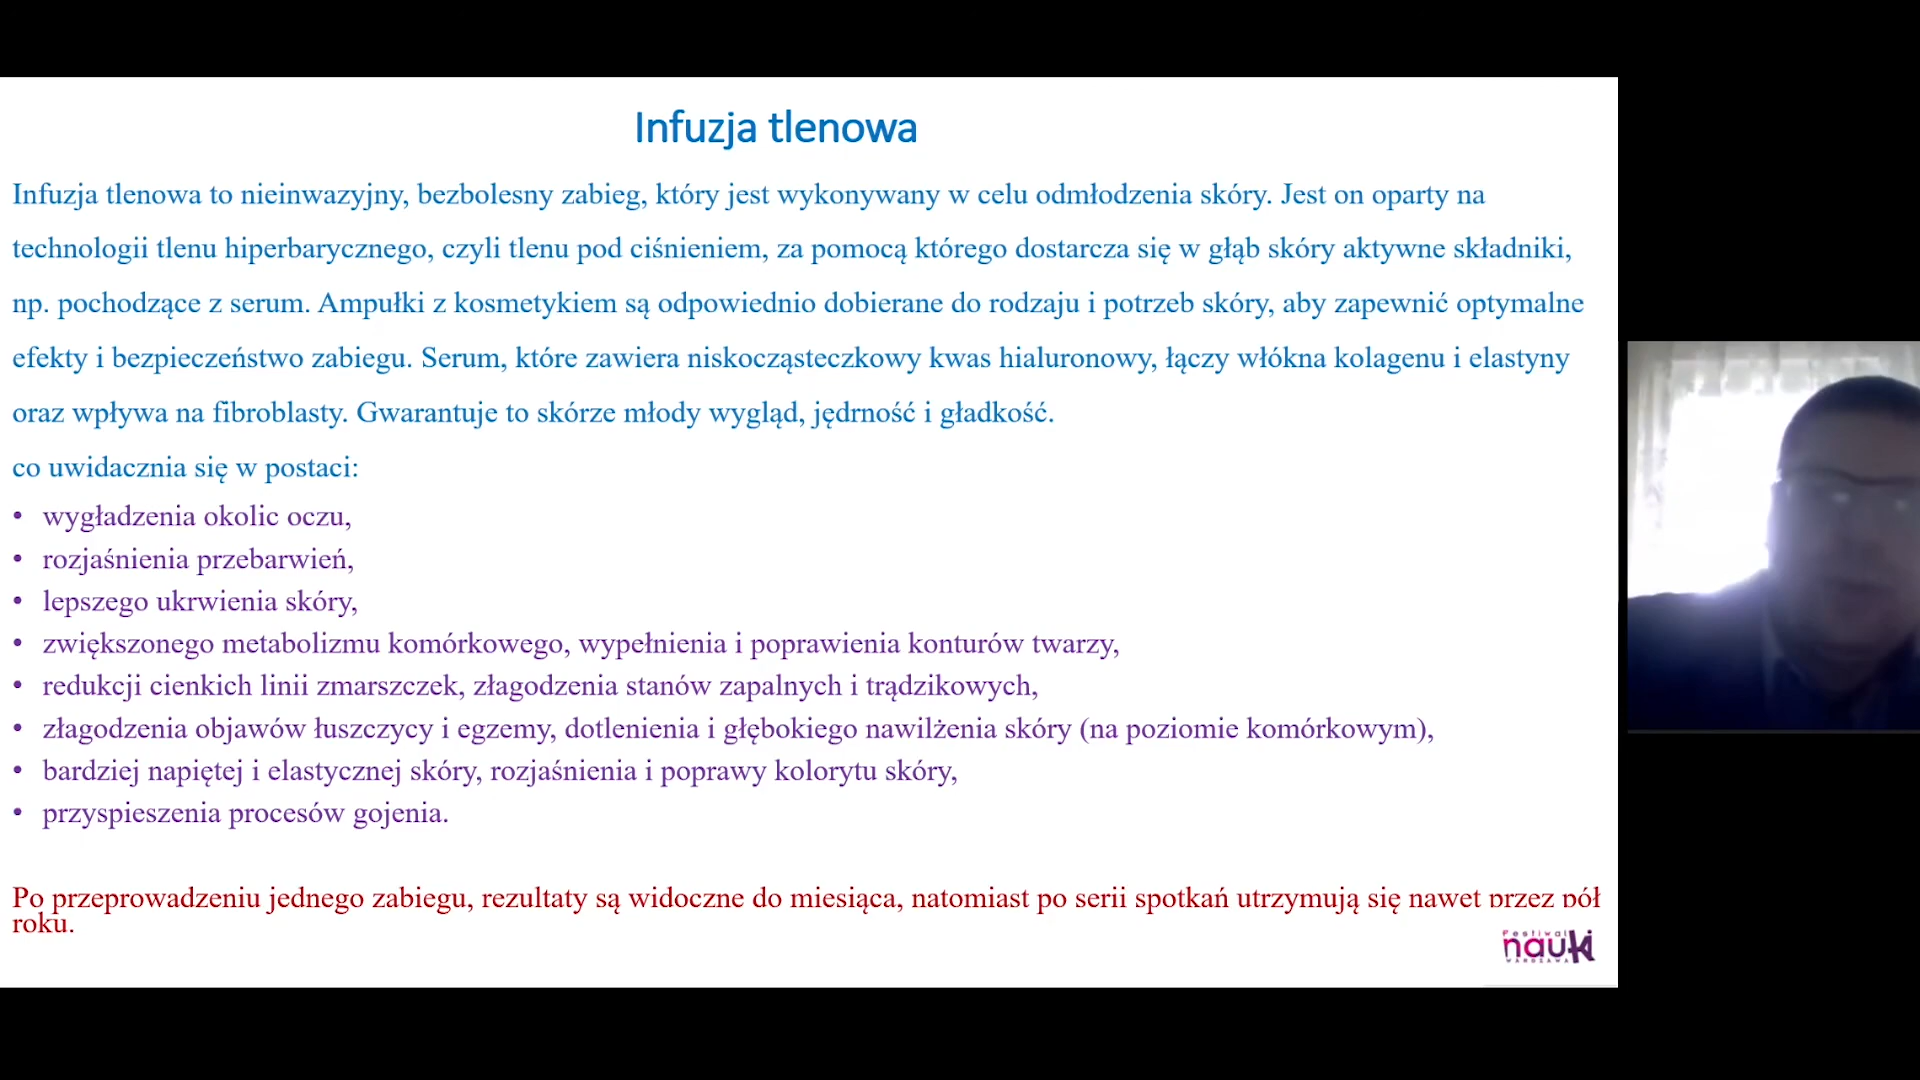 Infuzja tlenowa
Infuzja tlenowa to nieinwazyjny, bezbolesny zabieg, który jest wykonywany w celu odmłodzenia skóry. Jest on oparty na
technologii tlenu hiperbarycznego, czyli tlenu pod ciśnieniem, za pomocą którego dostarcza się w głąb skóry aktywne składniki,
np. pochodzące z serum. Ampułki z kosmetykiem są odpowiednio dobierane do rodzaju i potrzeb skóry, aby zapewnić optymalne
efekty i bezpieczeństwo zabiegu. Serum, które zawiera niskocząsteczkowy kwas hialuronowy, łączy włókna kolagenu i elastyny
oraz wpływa na fibroblasty. Gwarantuje to skórze młody wygląd, jędrność i gładkość.
co uwidacznia się w postaci:
• wygładzenia okolic oczu,
• rozjaśnienia przebarwień,
• lepszego ukrwienia skóry,
• zwiększonego metabolizmu komórkowego, wypełnienia i poprawienia konturów twarzy,
• redukcji cienkich linii zmarszczek, złagodzenia stanów zapalnych i trądzikowych,
• złagodzenia objawów łuszczycy i egzemy, dotlenienia i głębokiego nawilżenia skóry (na poziomie komórkowym),
• bardziej napiętej i elastycznej skóry, rozjaśnienia i poprawy kolorytu skóry,
• przyspieszenia procesów gojenia.
Po przeprowadzeniu jednego zabiegu, rezultaty są widoczne do miesiąca, natomiast po serii spotkań utrzymują się nawet przez pół
roku.
Festiwal
nauki
WARSZAWA